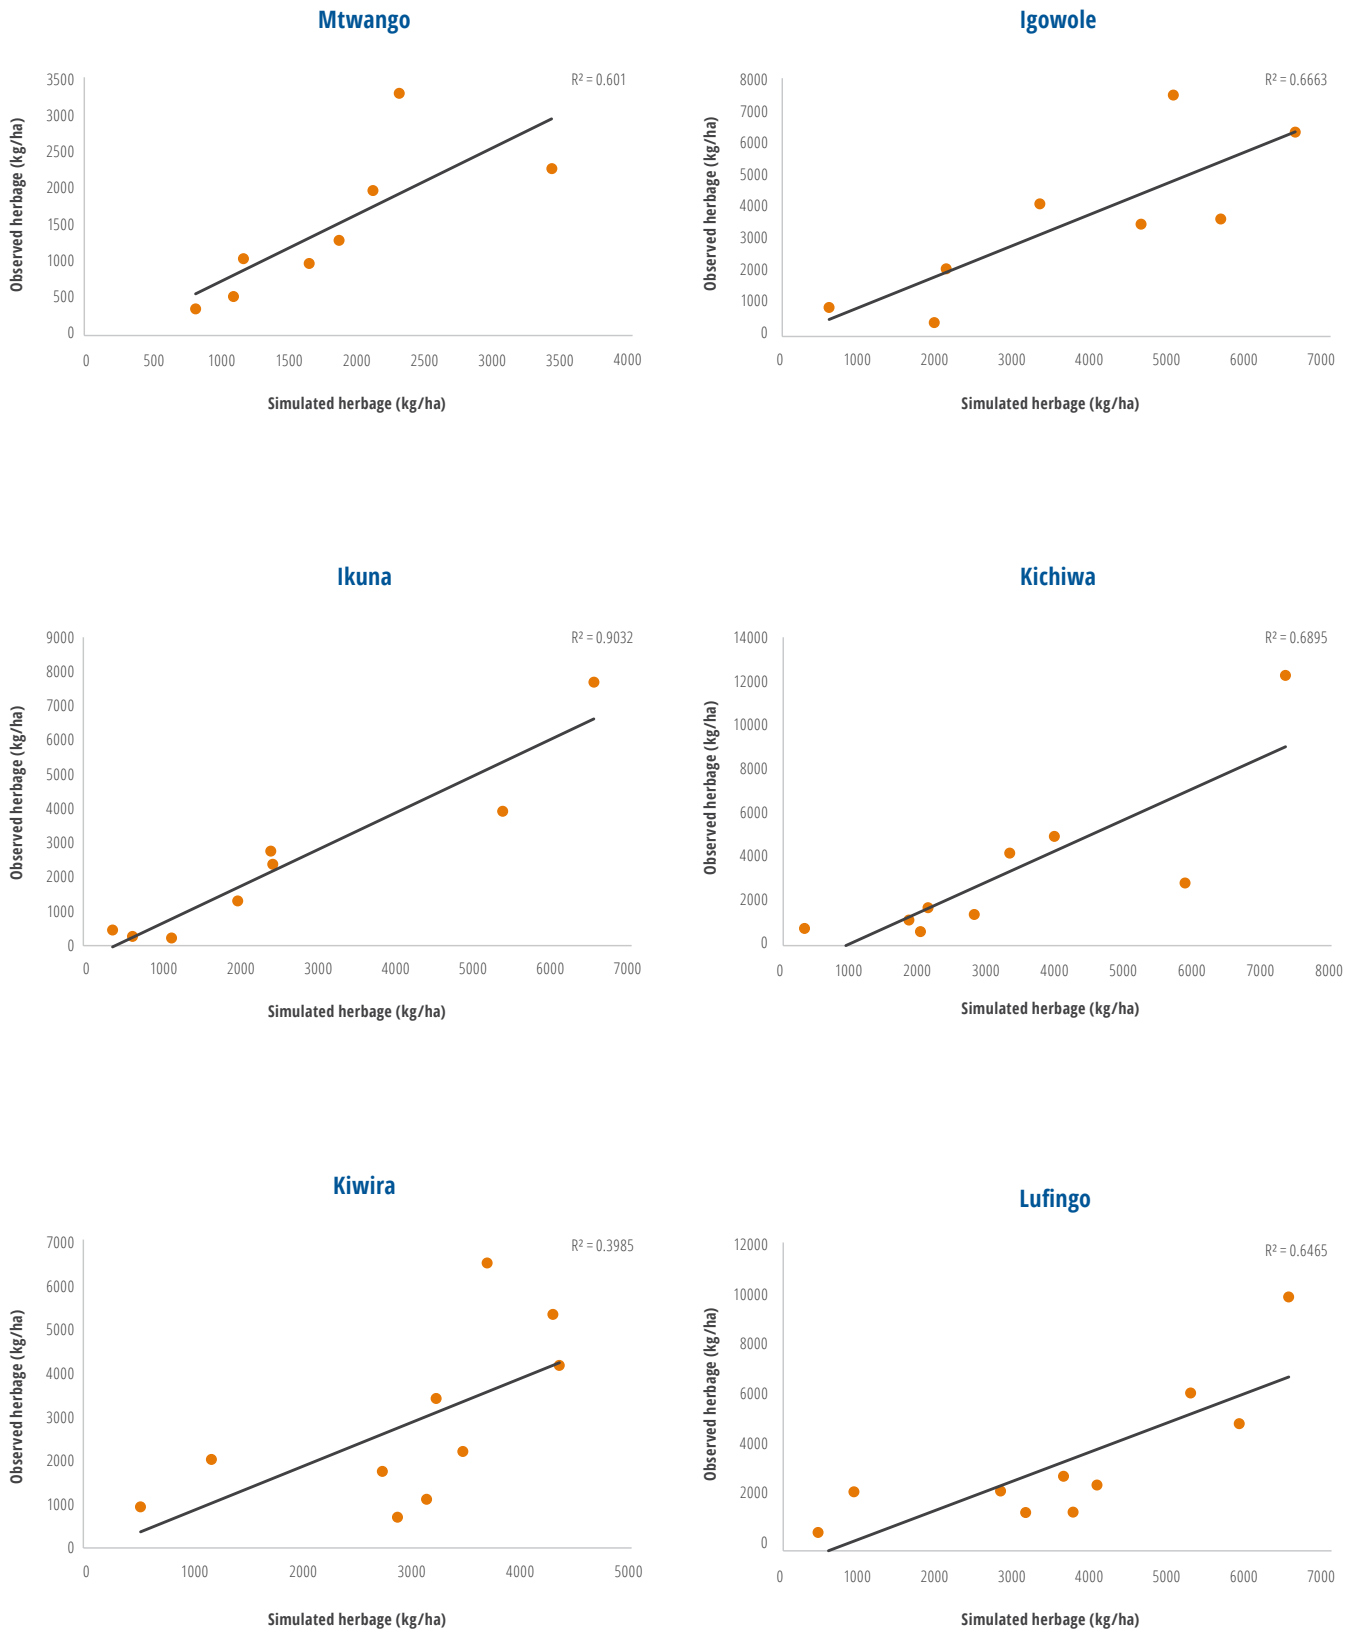 Mtwango
R² = 0.601
Observed herbage (kg/ha)
3500
3000
2500
2000
1500
1000
500
0
0 500 1000 1500 2000 2500 3000 3500 4000
Simulated herbage (kg/ha)
Igowole
R² = 0.6663
Observed herbage (kg/ha)
8000
7000
6000
5000
4000
3000
2000
1000
0
0 1000 2000 3000 4000 5000 6000 7000
Simulated herbage (kg/ha)
Ikuna
R² = 0.9032
Observed herbage (kg/ha)
9000
8000
7000
6000
5000
4000
3000
2000
1000
0
0 1000 2000 3000 4000 5000 6000 7000
Simulated herbage (kg/ha)
Kichiwa
R² = 0.6895
Observed herbage (kg/ha)
14000
12000
10000
8000
6000
4000
2000
0
0 1000 2000 3000 4000 5000 6000 7000 8000
Simulated herbage (kg/ha)
Kiwira
R² = 0.3985
Observed herbage (kg/ha)
7000
6000
5000
4000
3000
2000
1000
0
0 1000 2000 3000 4000 5000
Simulated herbage (kg/ha)
Lufingo
R² = 0.6465
Observed herbage (kg/ha)
12000
10000
8000
6000
4000
2000
0
0 1000 2000 3000 4000 5000 6000 7000
Simulated herbage (kg/ha)